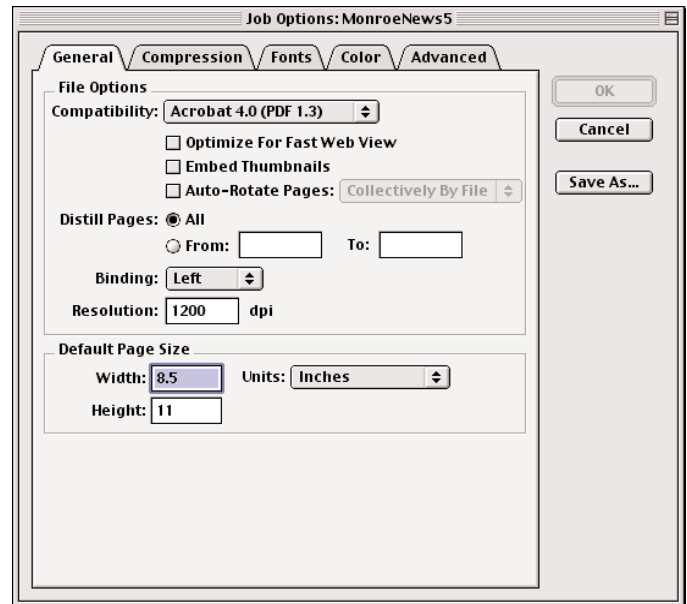 Job Options: MonroeNews5
General Compression Fonts Color Advanced
File Options
Compatibility: Acrobat 4.0 (PDF 1.3)
Optimize For Fast Web View
Embed Thumbnails
Auto-Rotate Pages: Collectively By File
Distill Pages: All
From: To:
Binding: Left
Resolution: 1200 dpi
Default Page Size
Width: 8.5 Units: Inches
Height: 11
OK
Cancel
Save As...